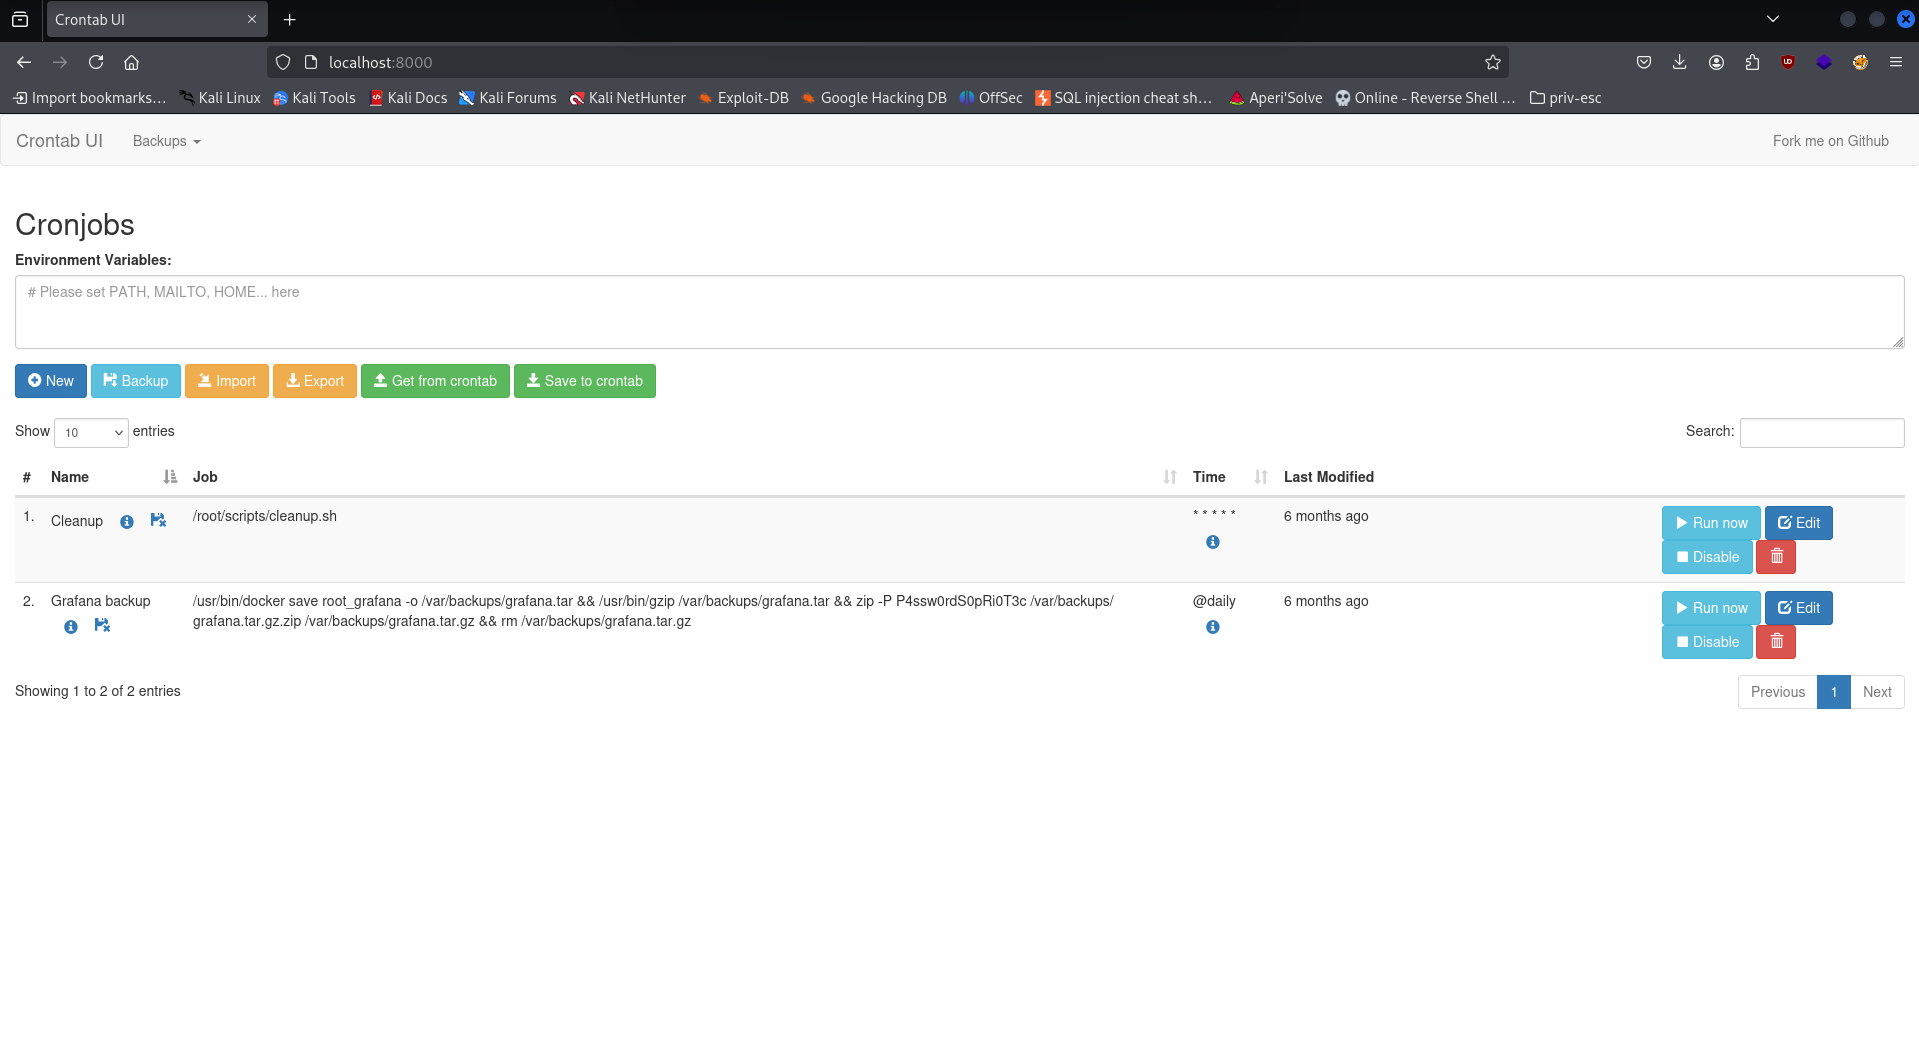 Crontab UI
localhost:8000
Import bookmarks… Kali Linux Kali Tools Kali Docs Kali Forums Kali NetHunter Exploit-DB Google Hacking DB OffSec SQL injection cheat sh… Aperi'Solve Online - Reverse Shell … priv-esc
Crontab UI Backups Fork me on Github
Cronjobs
Environment Variables:
# Please set PATH, MAILTO, HOME... here
New Backup Import Export Get from crontab Save to crontab
Show 10 entries Search:
# Name Job Time Last Modified
1. Cleanup /root/scripts/cleanup.sh * * * * * 6 months ago Run now Edit
Disable
2. Grafana backup /usr/bin/docker save root_grafana -o /var/backups/grafana.tar && /usr/bin/gzip /var/backups/grafana.tar && zip -P P4ssw0rdS0pRi0T3c /var/backups/ @daily 6 months ago Run now Edit
grafana.tar.gz.zip /var/backups/grafana.tar.gz && rm /var/backups/grafana.tar.gz
Disable
Showing 1 to 2 of 2 entries Previous 1 Next